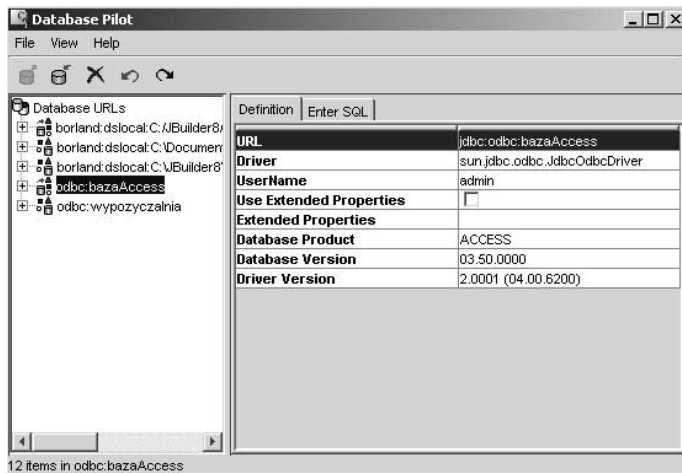 Database Pilot
File View Help
Database URLs
borland:dslocal:C:/JBuilder8/
borland:dslocal:C:\Documen
borland:dslocal:C:\JBuilder8\
odbc:bazaAccess
odbc:wypozyczalnia
Definition Enter SQL
URL jdbc:odbc:bazaAccess
Driver sun.jdbc.odbc.JdbcOdbcDriver
UserName admin
Use Extended Properties
Extended Properties
Database Product ACCESS
Database Version 03.50.0000
Driver Version 2.0001 (04.00.6200)
12 items in odbc:bazaAccess